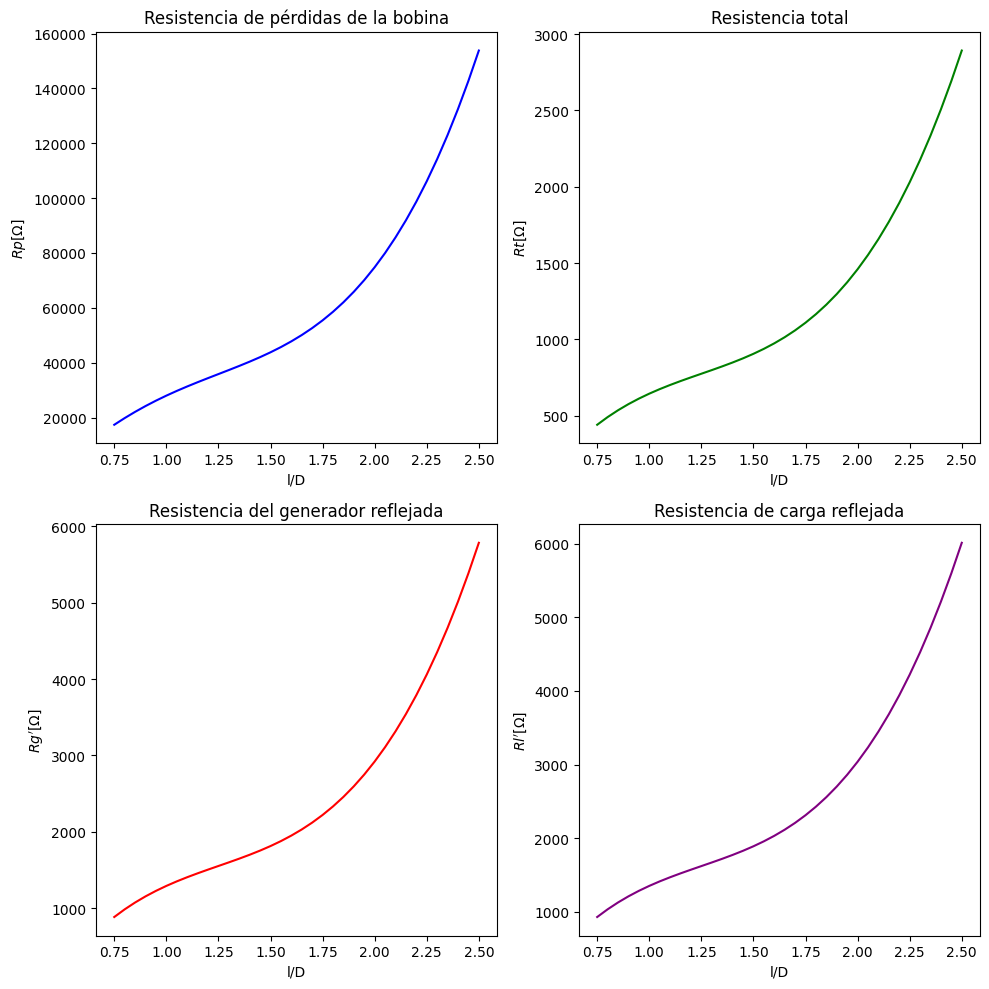 Resistencia de pérdidas de la bobina
160000
140000
120000
100000
80000
60000
40000
20000
Rp[Ω]
0.75 1.00 1.25 1.50 1.75 2.00 2.25 2.50
l/D
Resistencia total
3000
2500
2000
1500
1000
500
Rt[Ω]
0.75 1.00 1.25 1.50 1.75 2.00 2.25 2.50
l/D
Resistencia del generador reflejada
6000
5000
4000
3000
2000
1000
Rg'[Ω]
0.75 1.00 1.25 1.50 1.75 2.00 2.25 2.50
l/D
Resistencia de carga reflejada
6000
5000
4000
3000
2000
1000
Rl'[Ω]
0.75 1.00 1.25 1.50 1.75 2.00 2.25 2.50
l/D